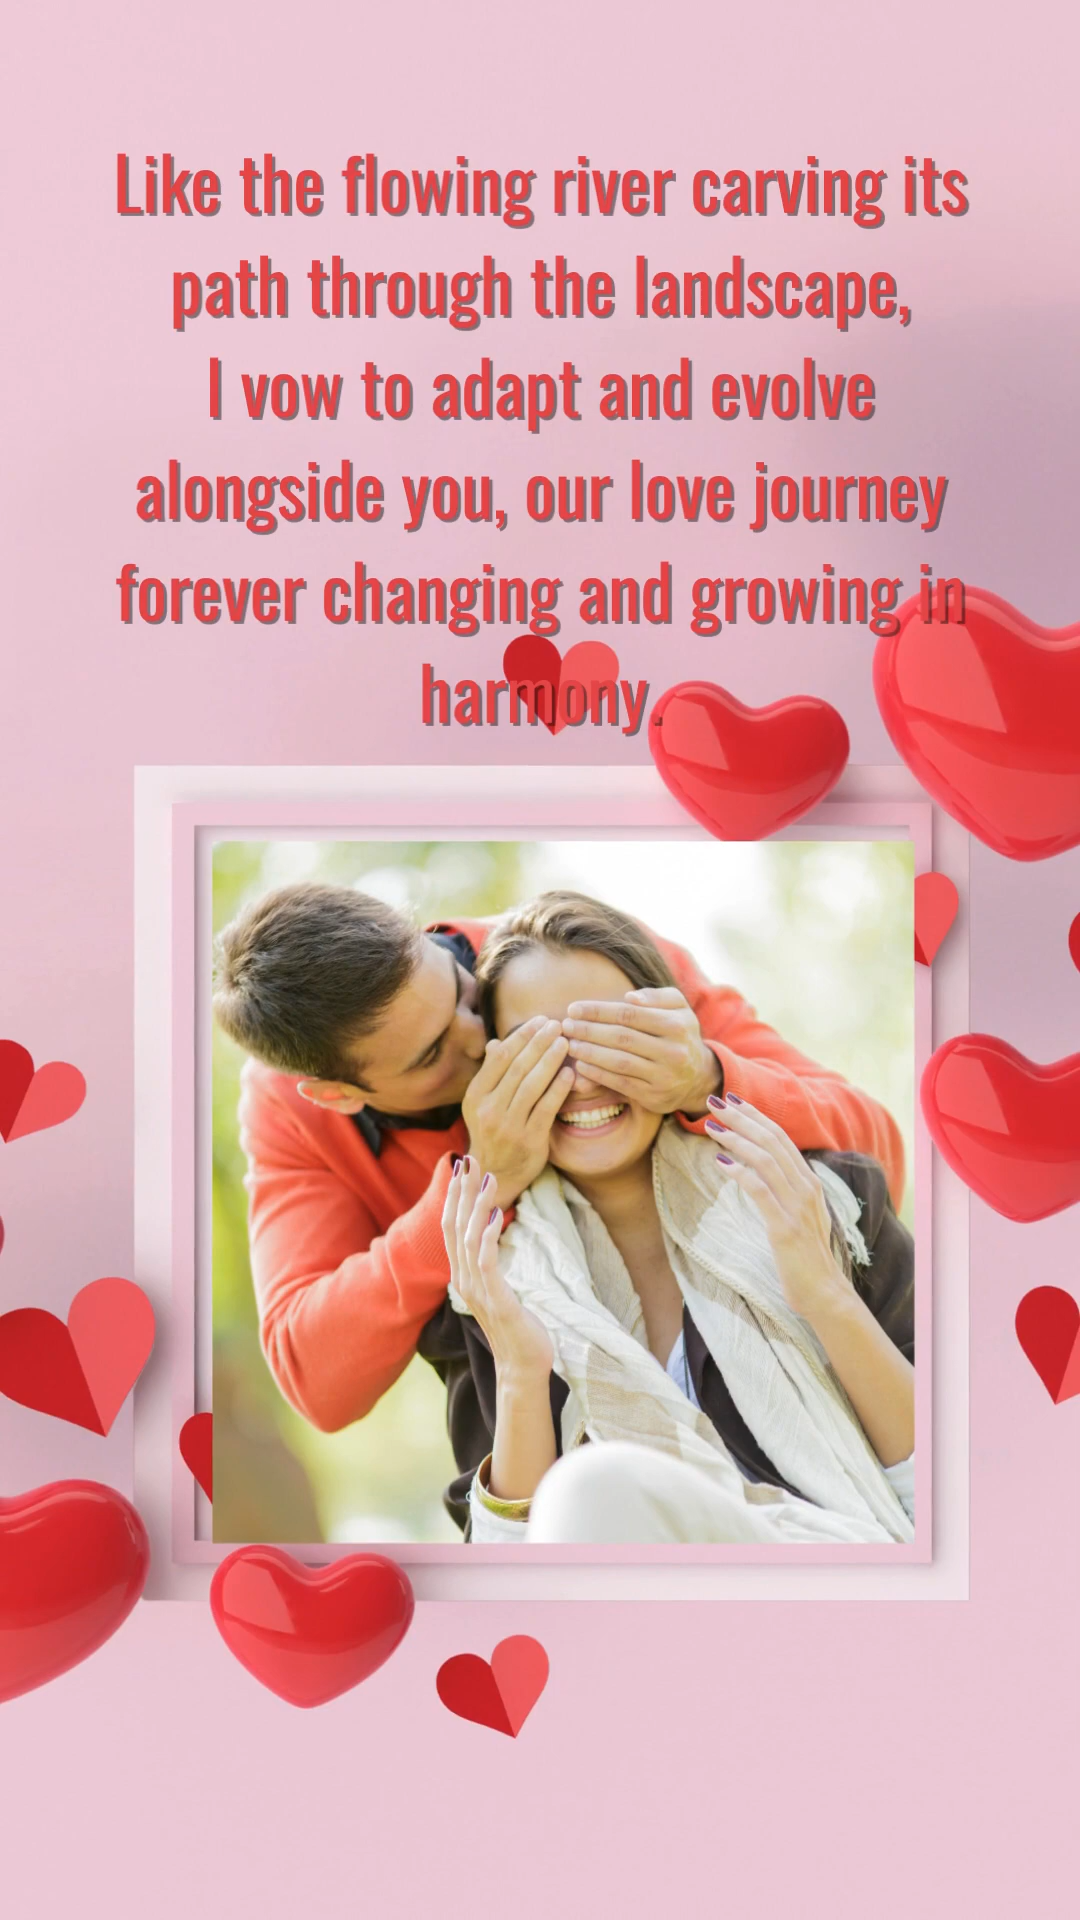 Like the flowing river carving its
path through the landscape,
I vow to adapt and evolve
alongside you, our love journey
forever changing and growing in
harmony.